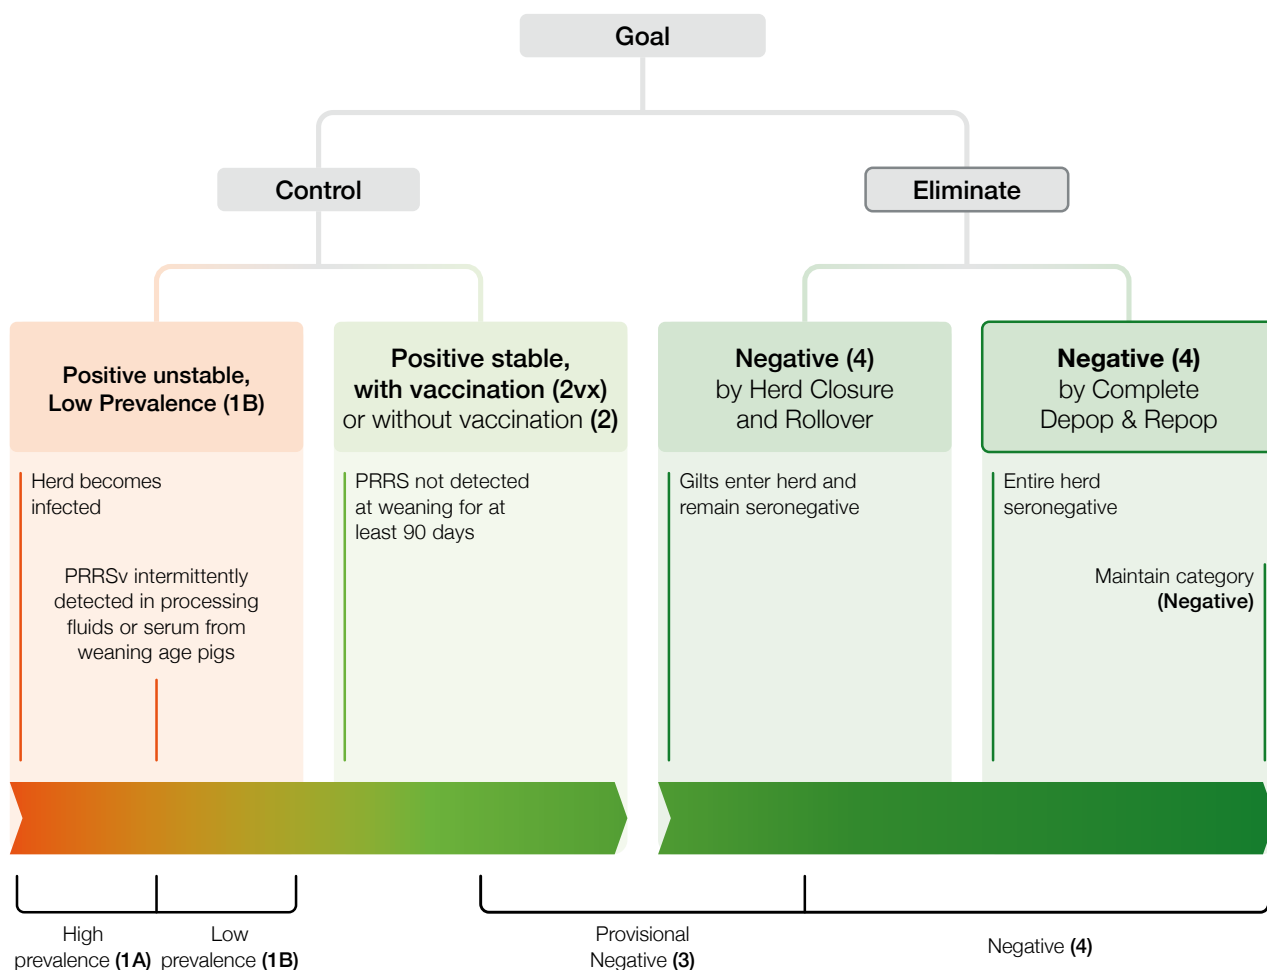 Goal
Control
Eliminate
Positive unstable,
Low Prevalence (1B)
Positive stable,
with vaccination (2vx)
or without vaccination (2)
Negative (4)
by Herd Closure
and Rollover
Negative (4)
by Complete
Depop & Repop
Herd becomes
infected
PRRSv intermittently
detected in processing
fluids or serum from
weaning age pigs
PRRS not detected
at weaning for at
least 90 days
Gilts enter herd and
remain seronegative
Entire herd
seronegative
Maintain category
(Negative)
High
prevalence (1A)
Low
prevalence (1B)
Provisional
Negative (3)
Negative (4)